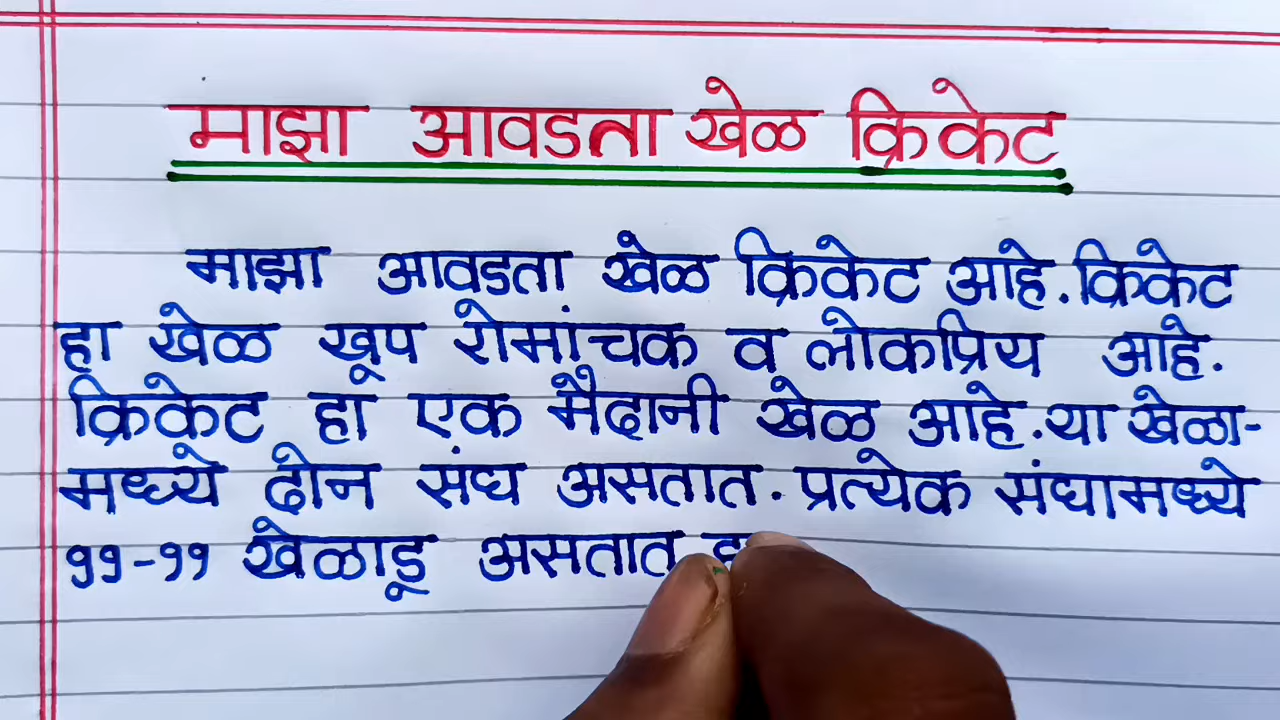 माझा आवडता खेळ क्रिकेट
माझा आवडता खेळ क्रिकेट आहे. क्रिकेट
हा खेळ खूप रोमांचक व लोकप्रिय आहे.
क्रिकेट हा एक मैदानी खेळ आहे. या खेळा-
मध्ये दोन संघ असतात. प्रत्येक संघामध्ये
११-११ खेळाडू असतात